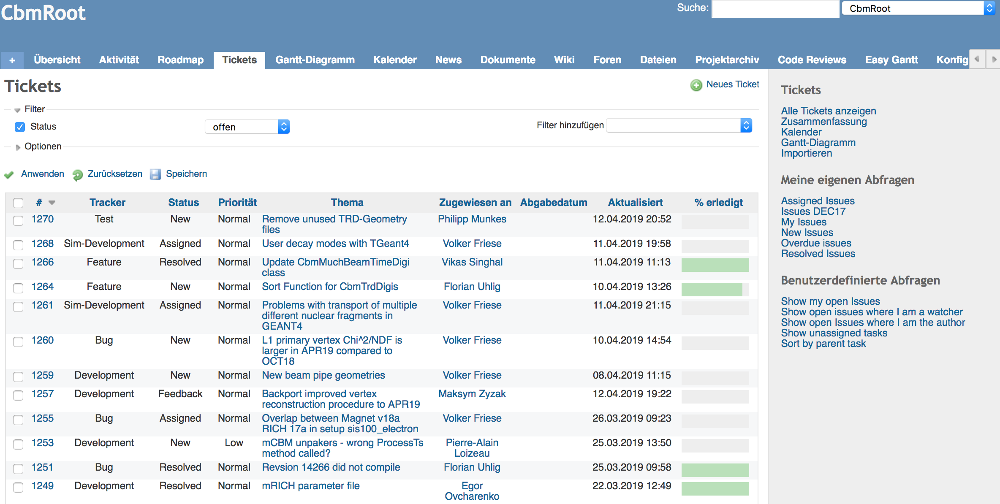 CbmRoot
Suche:
CbmRoot
+ Übersicht Aktivität Roadmap Tickets Gantt-Diagramm Kalender News Dokumente Wiki Foren Dateien Projektarchiv Code Reviews Easy Gantt Konfig
Tickets
Neues Ticket
Filter
Status offen Filter hinzufügen
Optionen
Anwenden Zurücksetzen Speichern
# Tracker Status Priorität Thema Zugewiesen an Abgabedatum Aktualisiert % erledigt
1270 Test New Normal Remove unused TRD-Geometry Philipp Munkes 12.04.2019 20:52
files
1268 Sim-Development Assigned Normal User decay modes with TGeant4 Volker Friese 11.04.2019 19:58
1266 Feature Resolved Normal Update CbmMuchBeamTimeDigi Vikas Singhal 11.04.2019 11:13
class
1264 Feature New Normal Sort Function for CbmTrdDigis Florian Uhlig 10.04.2019 13:26
1261 Sim-Development Assigned Normal Problems with transport of multiple Volker Friese 11.04.2019 21:15
different nuclear fragments in
GEANT4
1260 Bug New Normal L1 primary vertex Chi^2/NDF is Volker Friese 10.04.2019 14:54
larger in APR19 compared to
OCT18
1259 Development New Normal New beam pipe geometries Volker Friese 08.04.2019 11:15
1257 Development Feedback Normal Backport improved vertex Maksym Zyzak 12.04.2019 19:22
reconstruction procedure to APR19
1255 Bug Assigned Normal Overlap between Magnet v18a Volker Friese 26.03.2019 09:23
RICH 17a in setup sis100_electron
1253 Development New Low mCBM unpakers - wrong ProcessTs Pierre-Alain 25.03.2019 13:50
method called? Loizeau
1251 Bug Resolved Normal Revsion 14266 did not compile Florian Uhlig 25.03.2019 09:58
1249 Development Resolved Normal mRICH parameter file Egor 22.03.2019 12:49
Ovcharenko
Tickets
Alle Tickets anzeigen
Zusammenfassung
Kalender
Gantt-Diagramm
Importieren
Meine eigenen Abfragen
Assigned Issues
Issues DEC17
My Issues
New Issues
Overdue issues
Resolved Issues
Benutzerdefinierte Abfragen
Show my open Issues
Show open issues where I am a watcher
Show open Issues where I am the author
Show unassigned tasks
Sort by parent task